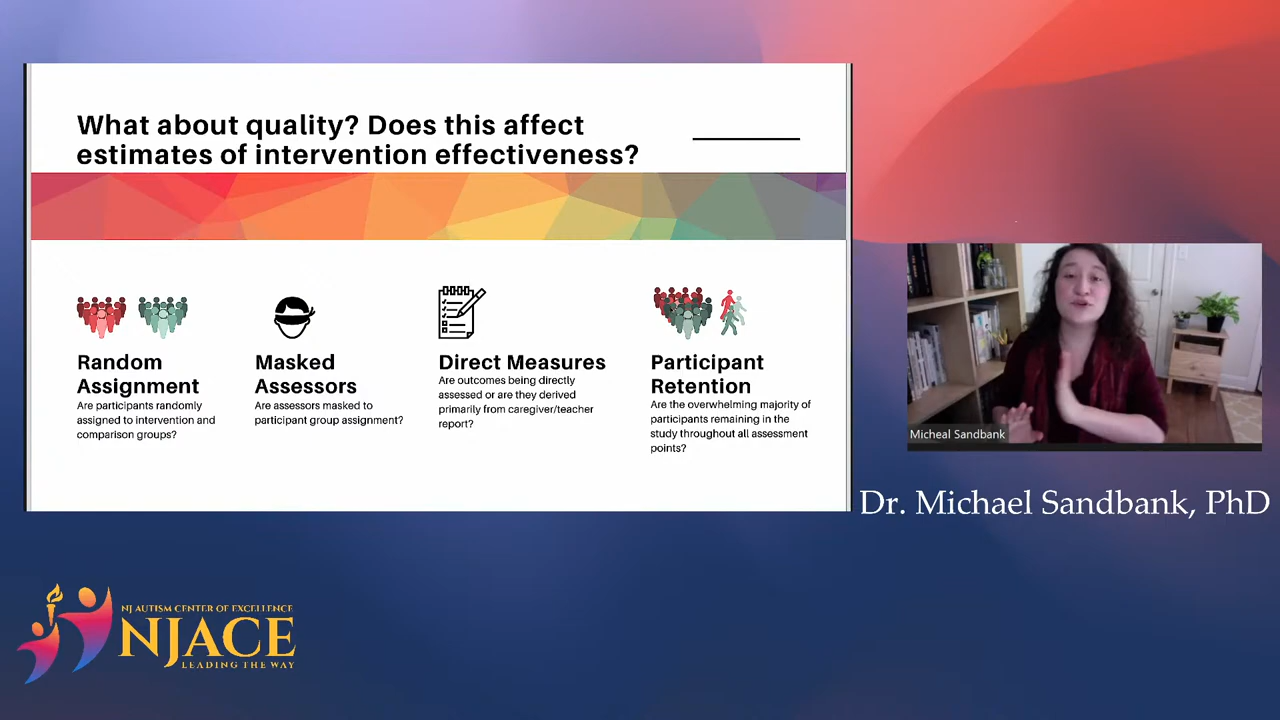 What about quality? Does this affect
estimates of intervention effectiveness?
Random
Assignment
Are participants randomly
assigned to intervention and
comparison groups?
Masked
Assessors
Are assessors masked to
participant group assignment?
Direct Measures
Are outcomes being directly
assessed or are they derived
primarily from caregiver/teacher
report?
Participant
Retention
Are the overwhelming majority of
participants remaining in the
study throughout all assessment
points?
Micheal Sandbank
Dr. Michael Sandbank, PhD
NJ AUTISM CENTER OF EXCELLENCE
NJACE
LEADING THE WAY